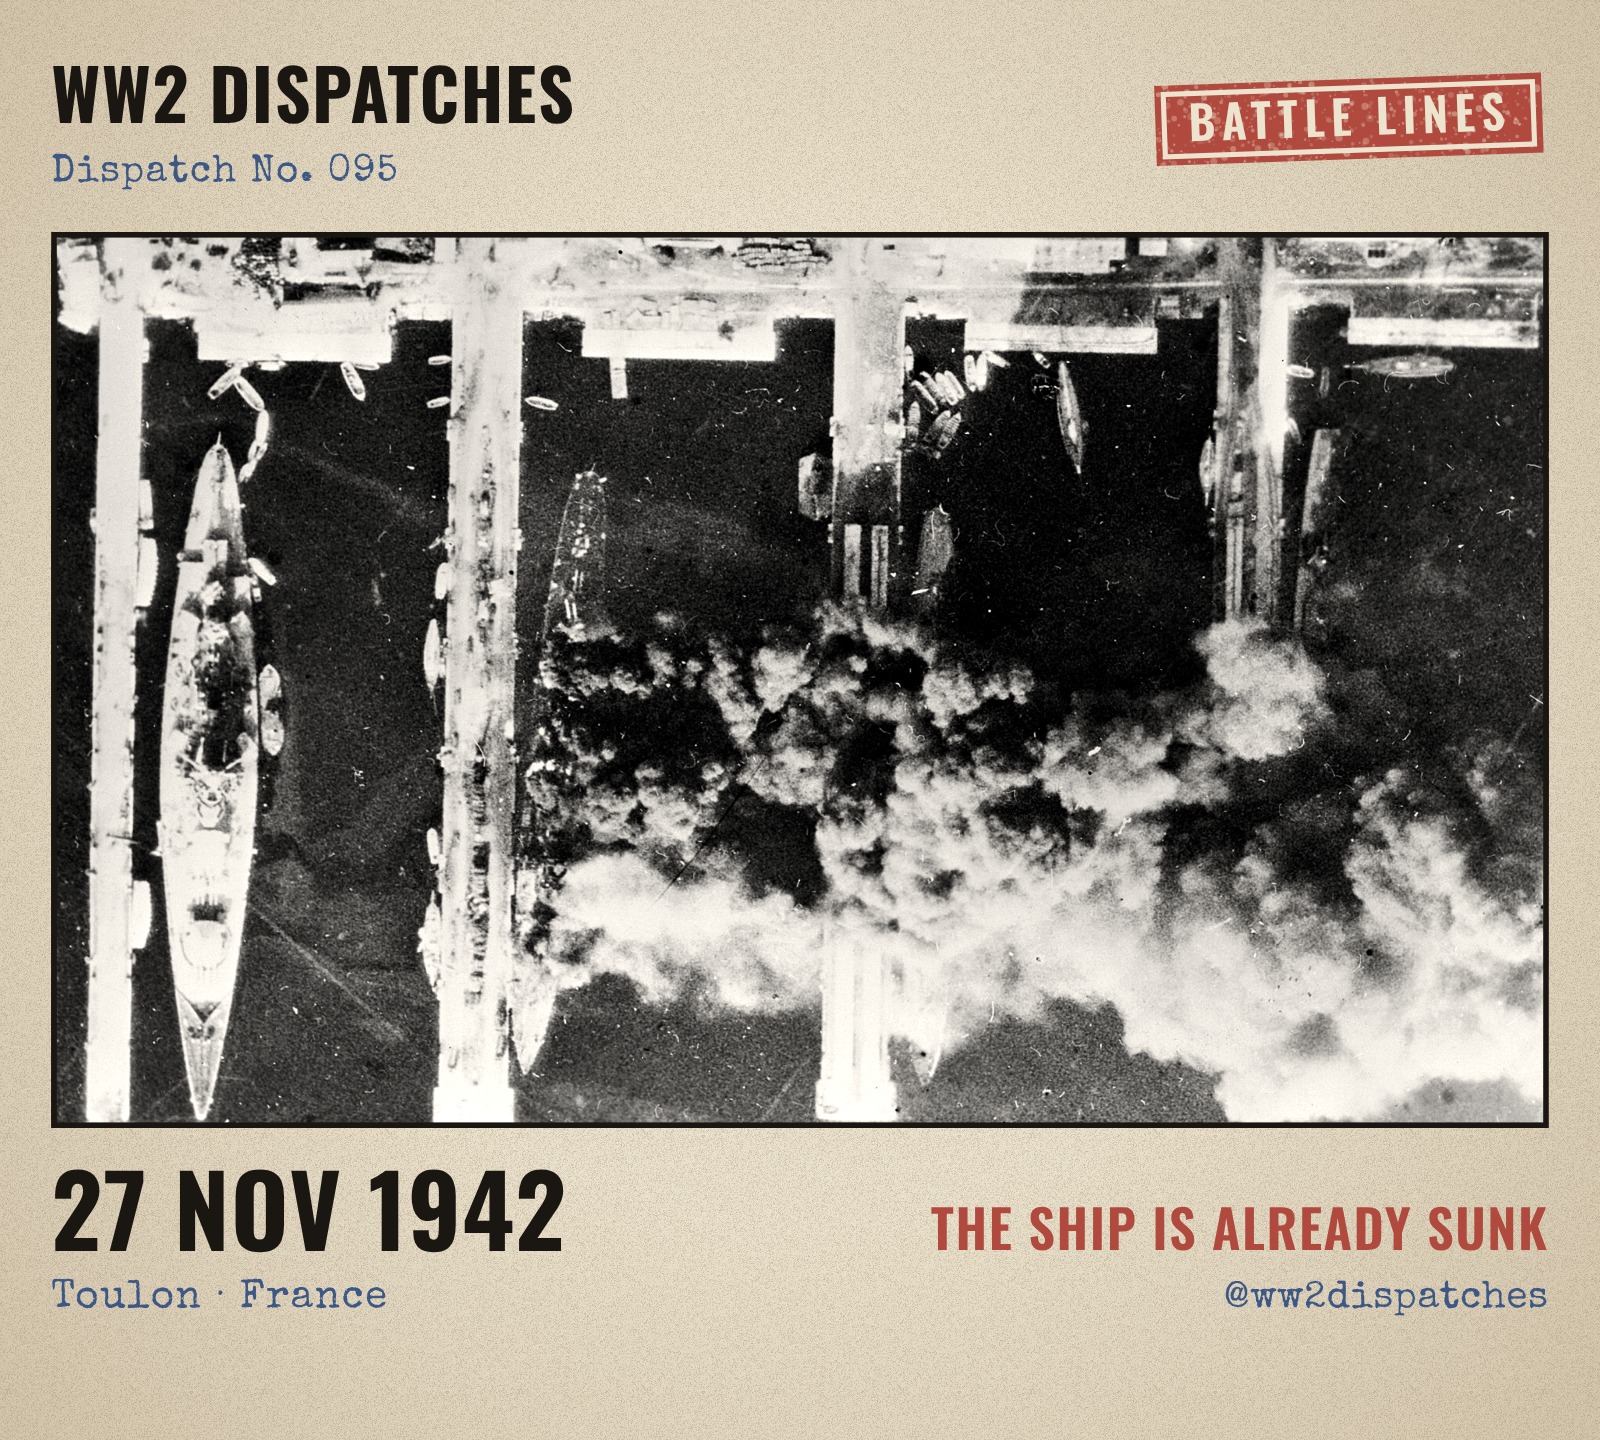 WW2 DISPATCHES
Dispatch No. 095
BATTLE LINES
27 NOV 1942
Toulon · France
THE SHIP IS ALREADY SUNK
@ww2dispatches